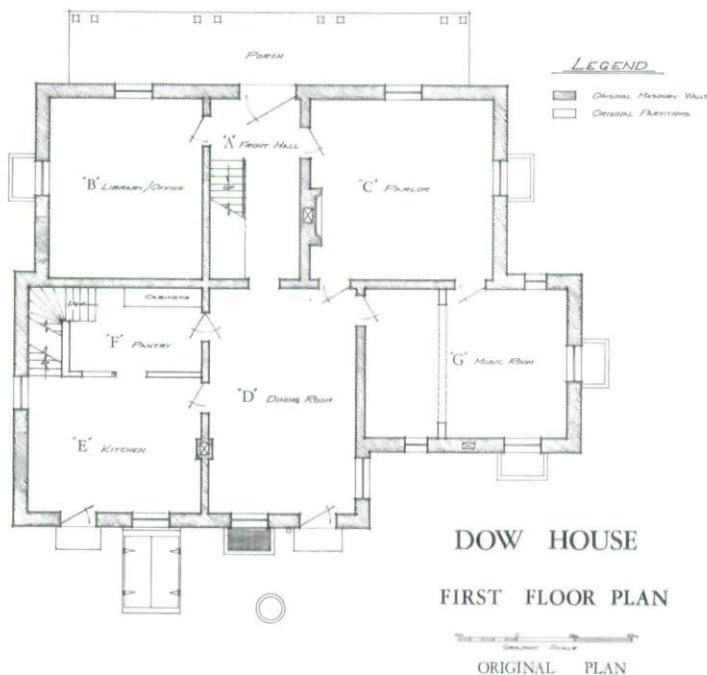 PORCH
LEGEND
ORIGINAL MASONRY WALLS
ORIGINAL PARTITIONS
"A" FRONT HALL
"B" LIBRARY/OFFICE
"C" PARLOR
UP
CABINETS
"F" PANTRY
"G" MUSIC ROOM
"D" DINING ROOM
"E" KITCHEN
DOW HOUSE
FIRST FLOOR PLAN
GRAPHIC SCALE
ORIGINAL PLAN